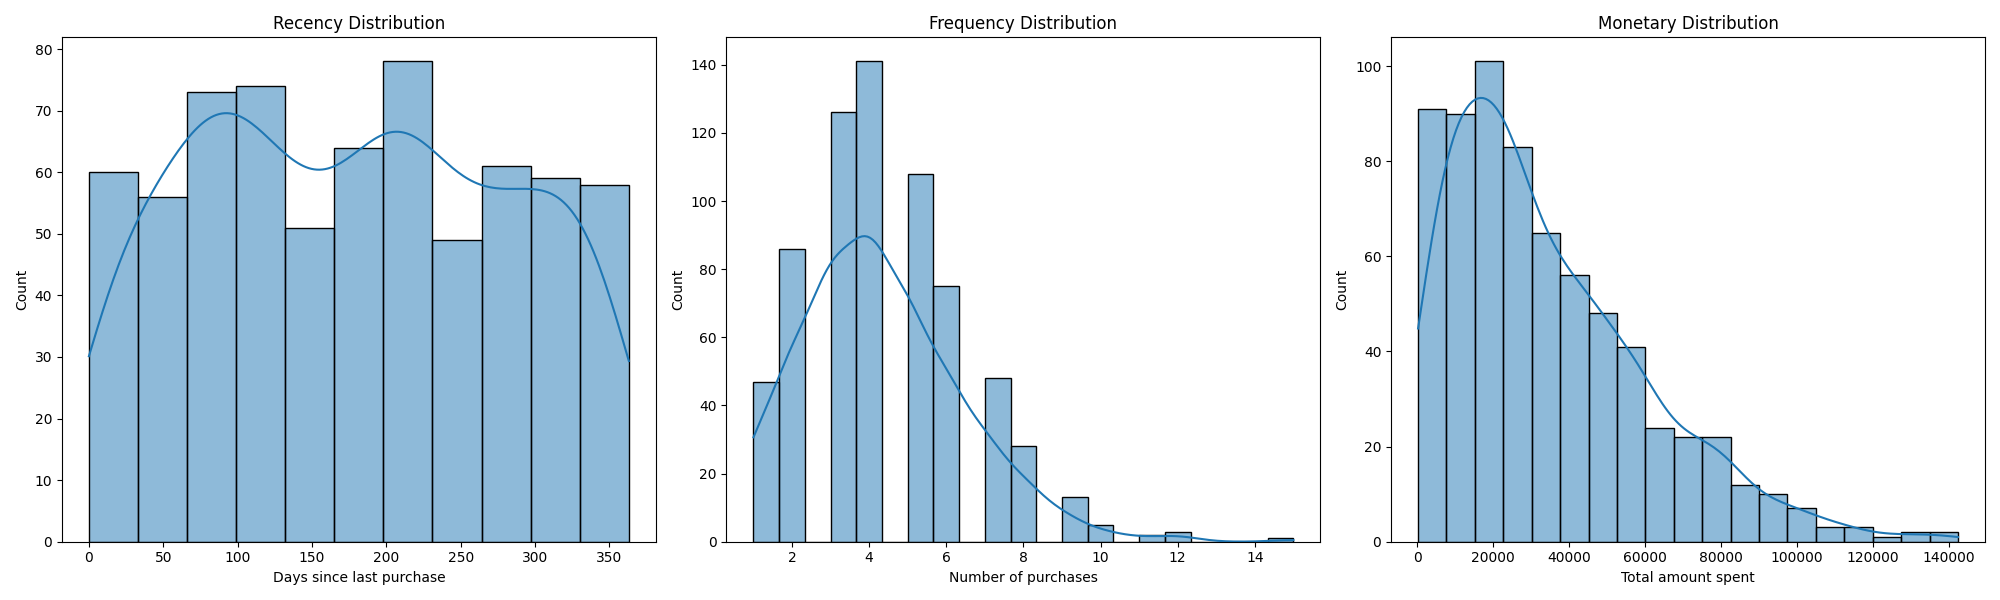 Recency Distribution
80
70
60
50
40
30
20
10
0
Count
0 50 100 150 200 250 300 350
Days since last purchase
Frequency Distribution
140
120
100
80
60
40
20
0
Count
2 4 6 8 10 12 14
Number of purchases
Monetary Distribution
100
80
60
40
20
0
Count
0 20000 40000 60000 80000 100000 120000 140000
Total amount spent